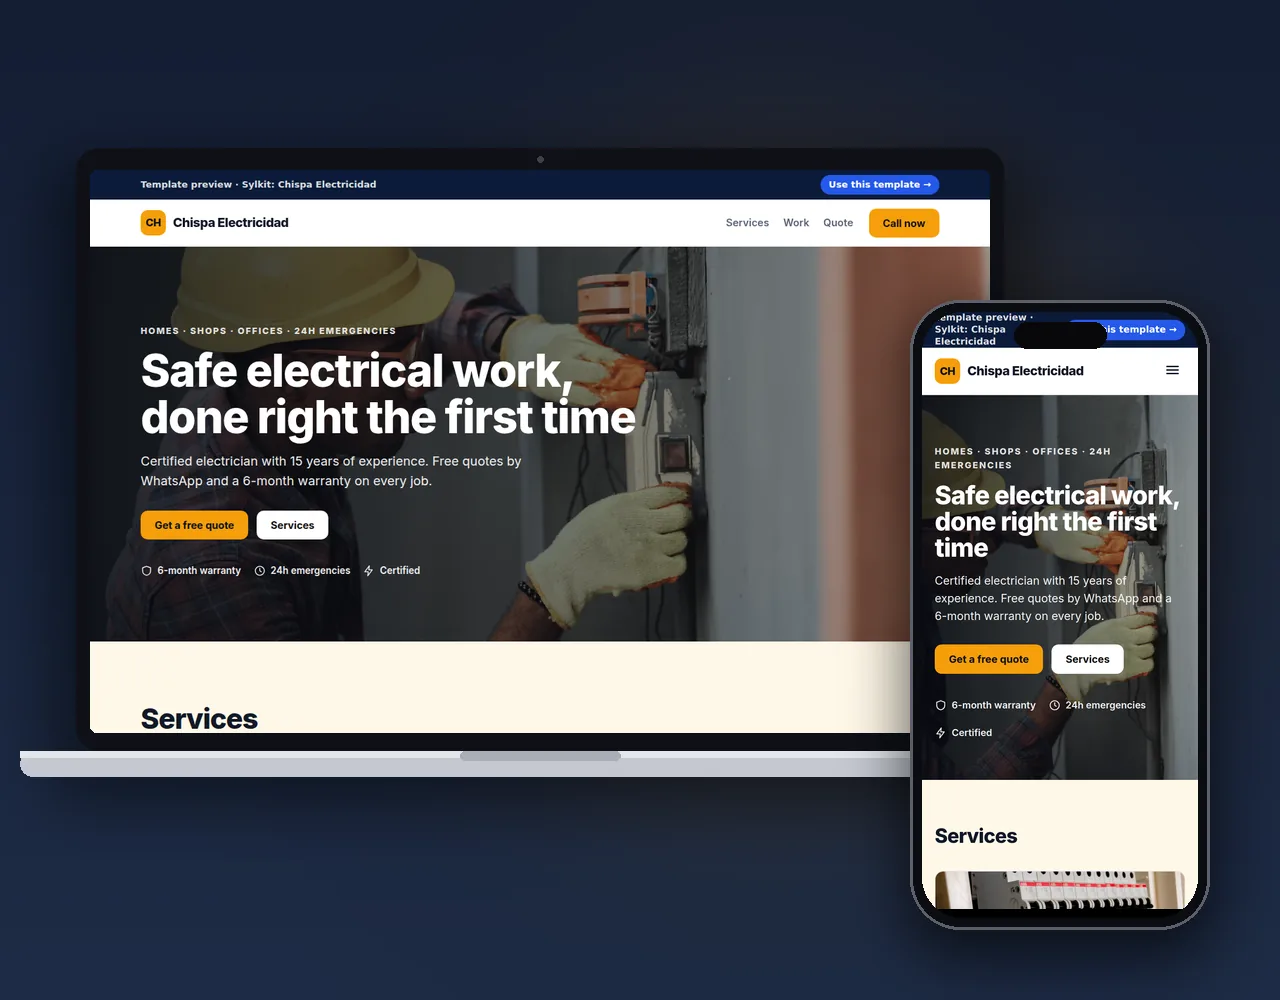 Template preview · Sylkit: Chispa Electricidad
Use this template →
CH Chispa Electricidad
Services Work Quote Call now
HOMES · SHOPS · OFFICES · 24H EMERGENCIES
Safe electrical work,
done right the first time
Certified electrician with 15 years of experience. Free quotes by
WhatsApp and a 6-month warranty on every job.
Get a free quote Services
6-month warranty 24h emergencies Certified
Services
preview ·
Sylkit: Chispa
Electricidad
template →
CH Chispa Electricidad
HOMES · SHOPS · OFFICES · 24H
EMERGENCIES
Safe electrical work,
done right the first
time
Certified electrician with 15 years of
experience. Free quotes by WhatsApp and a
6-month warranty on every job.
Get a free quote Services
6-month warranty 24h emergencies
Certified
Services